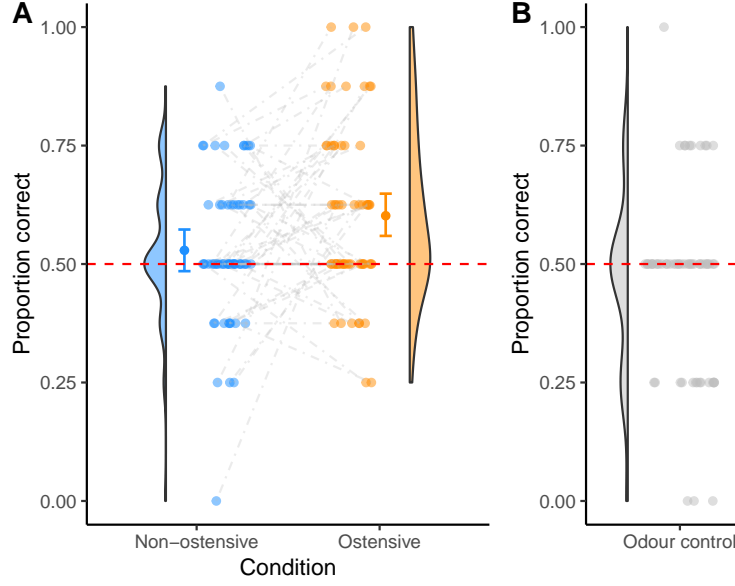 A
Proportion correct
1.00
0.75
0.50
0.25
0.00
Non−ostensive
Ostensive
Condition
B
Proportion correct
1.00
0.75
0.50
0.25
0.00
Odour control